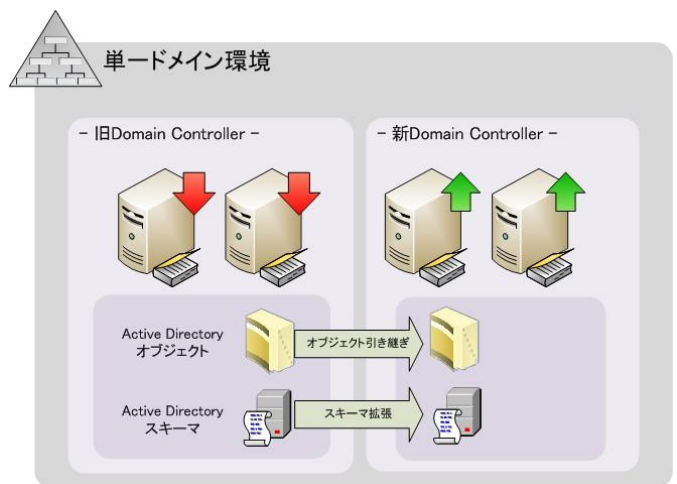 単一ドメイン環境
- 旧Domain Controller -
- 新Domain Controller -
Active Directory
オブジェクト
オブジェクト引き継ぎ
Active Directory
スキーマ
スキーマ拡張